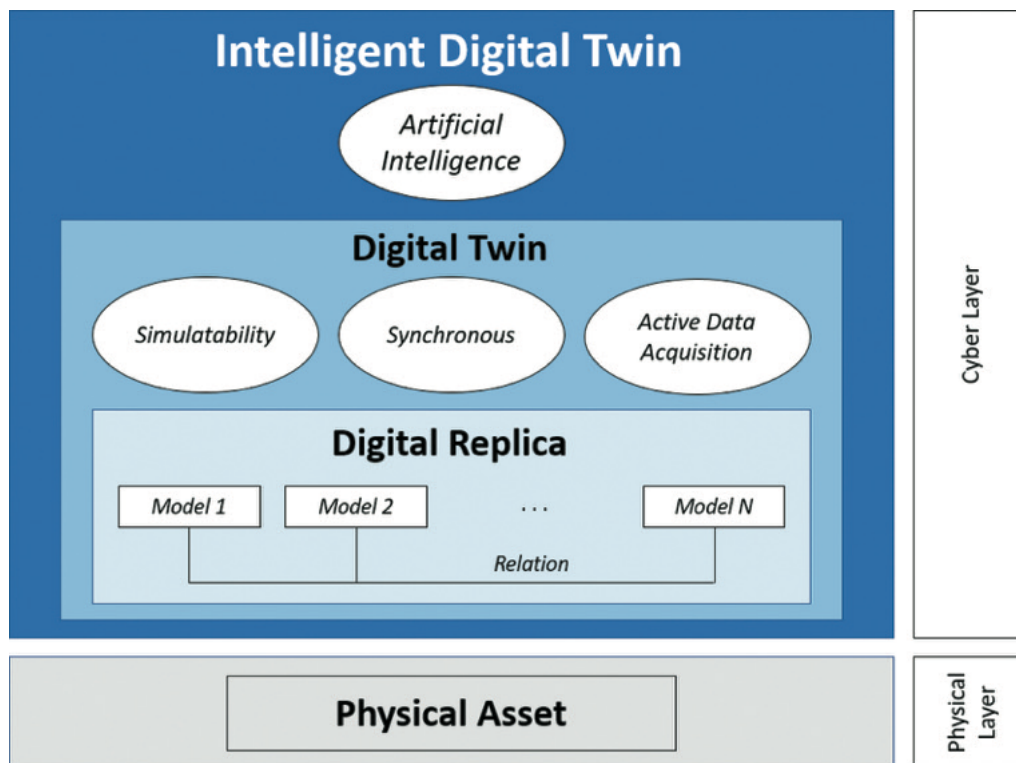 Intelligent Digital Twin
Artificial
Intelligence
Digital Twin
Simulatability
Synchronous
Active Data
Acquisition
Digital Replica
Model 1
Model 2
. . .
Model N
Relation
Physical Asset
Cyber Layer
Physical
Layer